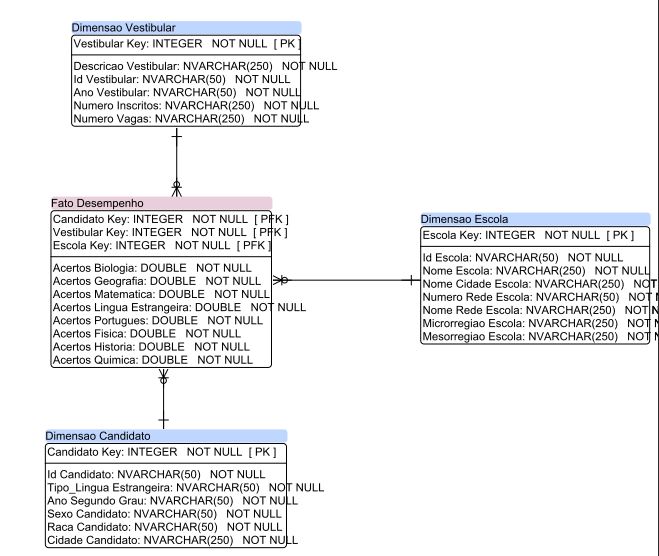 Dimensao Vestibular
Vestibular Key: INTEGER NOT NULL [ PK ]
Descricao Vestibular: NVARCHAR(250) NOT NULL
Id Vestibular: NVARCHAR(50) NOT NULL
Ano Vestibular: NVARCHAR(50) NOT NULL
Numero Inscritos: NVARCHAR(250) NOT NULL
Numero Vagas: NVARCHAR(250) NOT NULL
Fato Desempenho
Candidato Key: INTEGER NOT NULL [ PFK ]
Vestibular Key: INTEGER NOT NULL [ PFK ]
Escola Key: INTEGER NOT NULL [ PFK ]
Acertos Biologia: DOUBLE NOT NULL
Acertos Geografia: DOUBLE NOT NULL
Acertos Matematica: DOUBLE NOT NULL
Acertos Lingua Estrangeira: DOUBLE NOT NULL
Acertos Portugues: DOUBLE NOT NULL
Acertos Fisica: DOUBLE NOT NULL
Acertos Historia: DOUBLE NOT NULL
Acertos Quimica: DOUBLE NOT NULL
Dimensao Escola
Escola Key: INTEGER NOT NULL [ PK ]
Id Escola: NVARCHAR(50) NOT NULL
Nome Escola: NVARCHAR(250) NOT NULL
Nome Cidade Escola: NVARCHAR(250) NOT
Numero Rede Escola: NVARCHAR(50) NOT
Nome Rede Escola: NVARCHAR(250) NOT
Microrregiao Escola: NVARCHAR(250) NOT
Mesorregiao Escola: NVARCHAR(250) NOT
Dimensao Candidato
Candidato Key: INTEGER NOT NULL [ PK ]
Id Candidato: NVARCHAR(50) NOT NULL
Tipo_Lingua Estrangeira: NVARCHAR(50) NOT NULL
Ano Segundo Grau: NVARCHAR(50) NOT NULL
Sexo Candidato: NVARCHAR(50) NOT NULL
Raca Candidato: NVARCHAR(50) NOT NULL
Cidade Candidato: NVARCHAR(250) NOT NULL